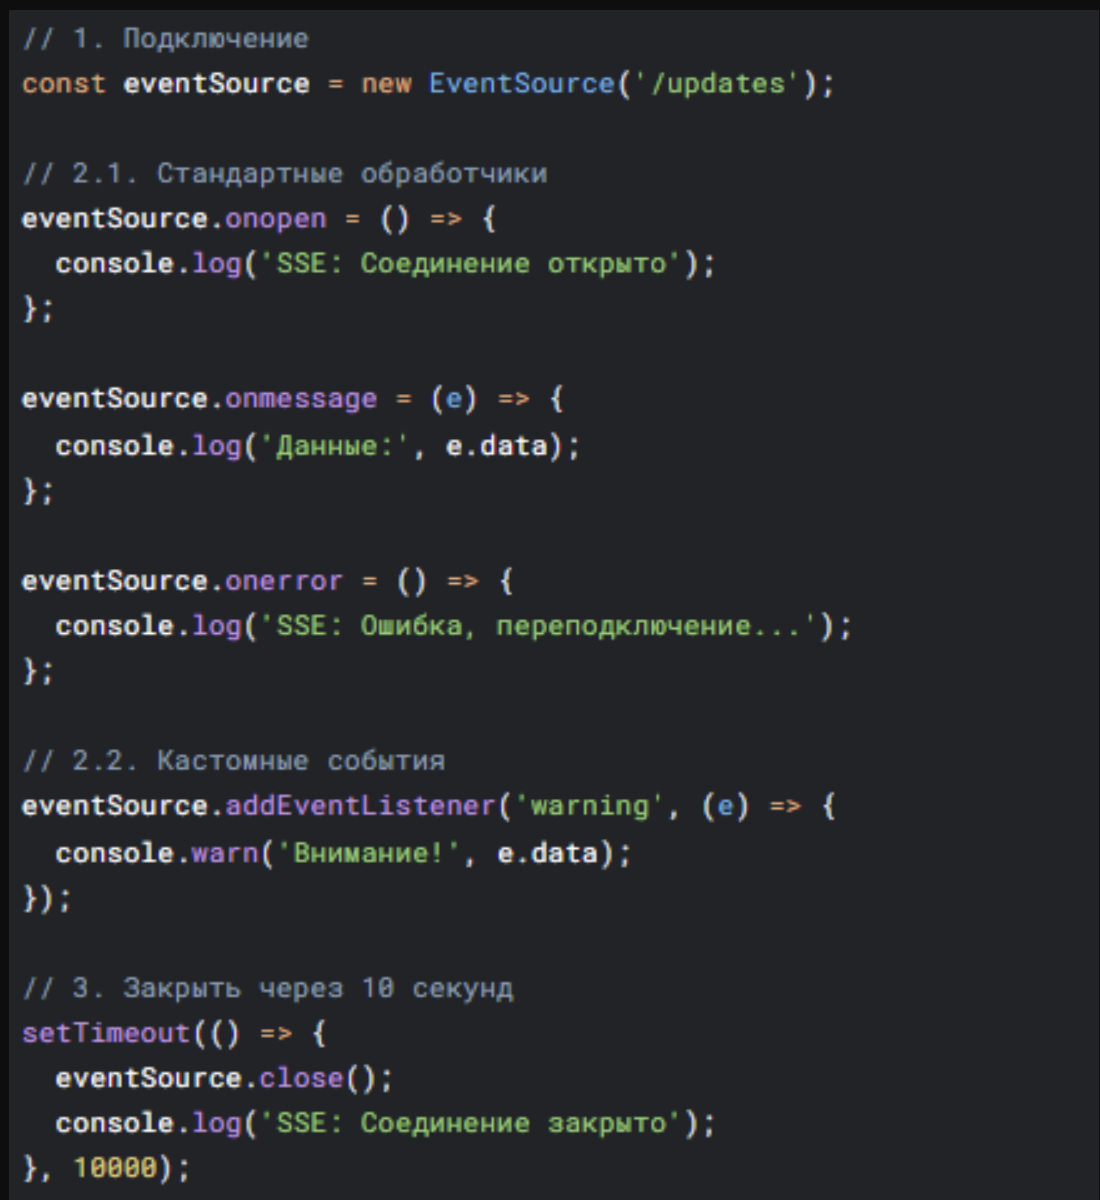 // 1. Подключение
const eventSource = new EventSource('/updates');
// 2.1. Стандартные обработчики
eventSource.onopen = () => {
  console.log('SSE: Соединение открыто');
};
eventSource.onmessage = (e) => {
  console.log('Данные:', e.data);
};
eventSource.onerror = () => {
  console.log('SSE: Ошибка, переподключение...');
};
// 2.2. Кастомные события
eventSource.addEventListener('warning', (e) => {
  console.warn('Внимание!', e.data);
});
// 3. Закрыть через 10 секунд
setTimeout(() => {
  eventSource.close();
  console.log('SSE: Соединение закрыто');
}, 10000);